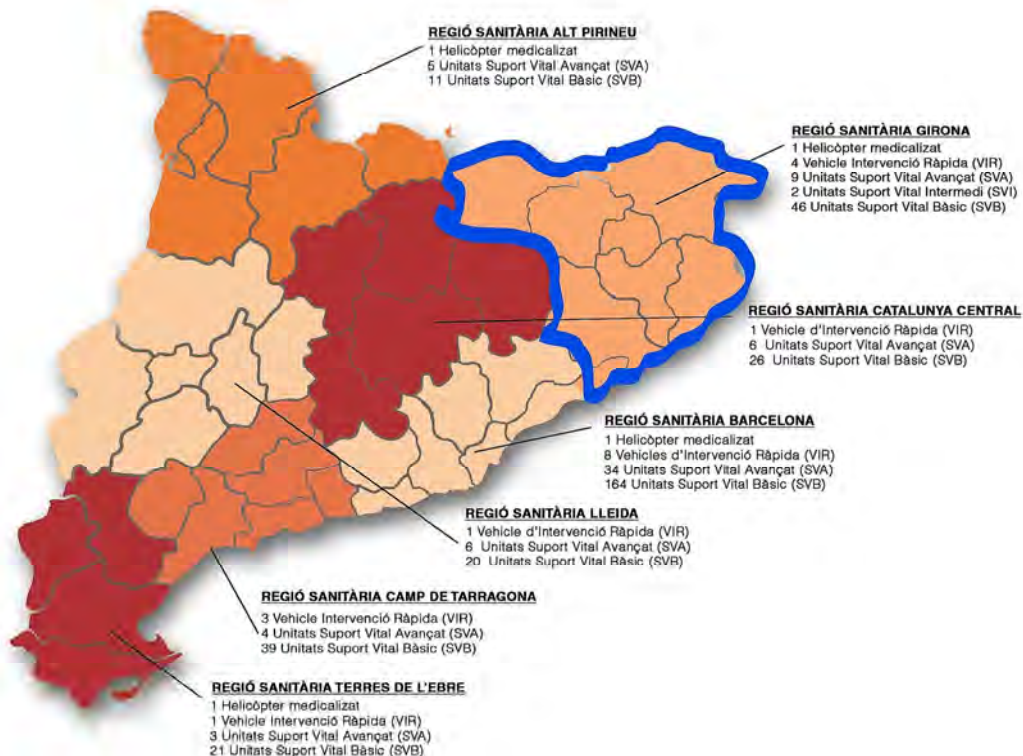 REGIÓ SANITÀRIA ALT PIRINEU
1 Helicòpter medicalizat
5 Unitats Suport Vital Avançat (SVA)
11 Unitats Suport Vital Bàsic (SVB)
REGIÓ SANITÀRIA GIRONA
1 Helicòpter medicalizat
4 Vehicle Intervenció Ràpida (VIR)
9 Unitats Suport Vital Avançat (SVA)
2 Unitats Suport Vital Intermedi (SVI)
46 Unitats Suport Vital Bàsic (SVB)
REGIÓ SANITÀRIA CATALUNYA CENTRAL
1 Vehicle d'Intervenció Ràpida (VIR)
6 Unitats Suport Vital Avançat (SVA)
26 Unitats Suport Vital Bàsic (SVB)
REGIÓ SANITÀRIA BARCELONA
1 Helicòpter medicalizat
8 Vehicles d'Intervenció Ràpida (VIR)
34 Unitats Suport Vital Avançat (SVA)
164 Unitats Suport Vital Bàsic (SVB)
REGIÓ SANITÀRIA LLEIDA
1 Vehicle d'Intervenció Ràpida (VIR)
6 Unitats Suport Vital Avançat (SVA)
20 Unitats Suport Vital Bàsic (SVB)
REGIÓ SANITÀRIA CAMP DE TARRAGONA
3 Vehicle Intervenció Ràpida (VIR)
4 Unitats Suport Vital Avançat (SVA)
39 Unitats Suport Vital Bàsic (SVB)
REGIÓ SANITÀRIA TERRES DE L'EBRE
1 Helicòpter medicalizat
1 Vehicle Intervenció Ràpida (VIR)
3 Unitats Suport Vital Avançat (SVA)
21 Unitats Suport Vital Bàsic (SVB)